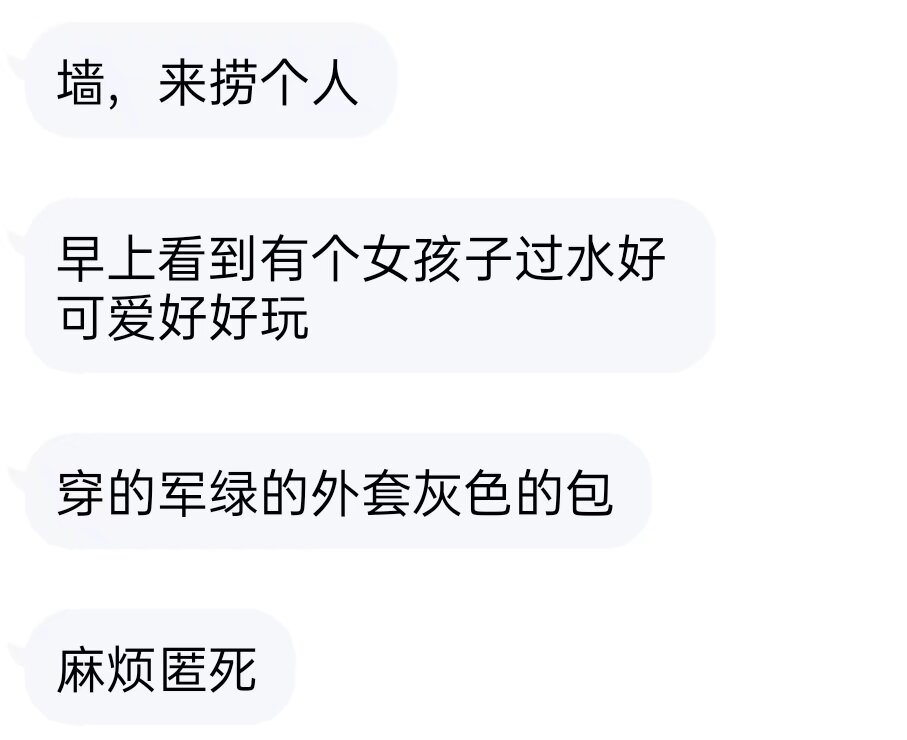 墙，来捞个人
早上看到有个女孩子过水好
可爱好好玩
穿的军绿的外套灰色的包
麻烦匿死